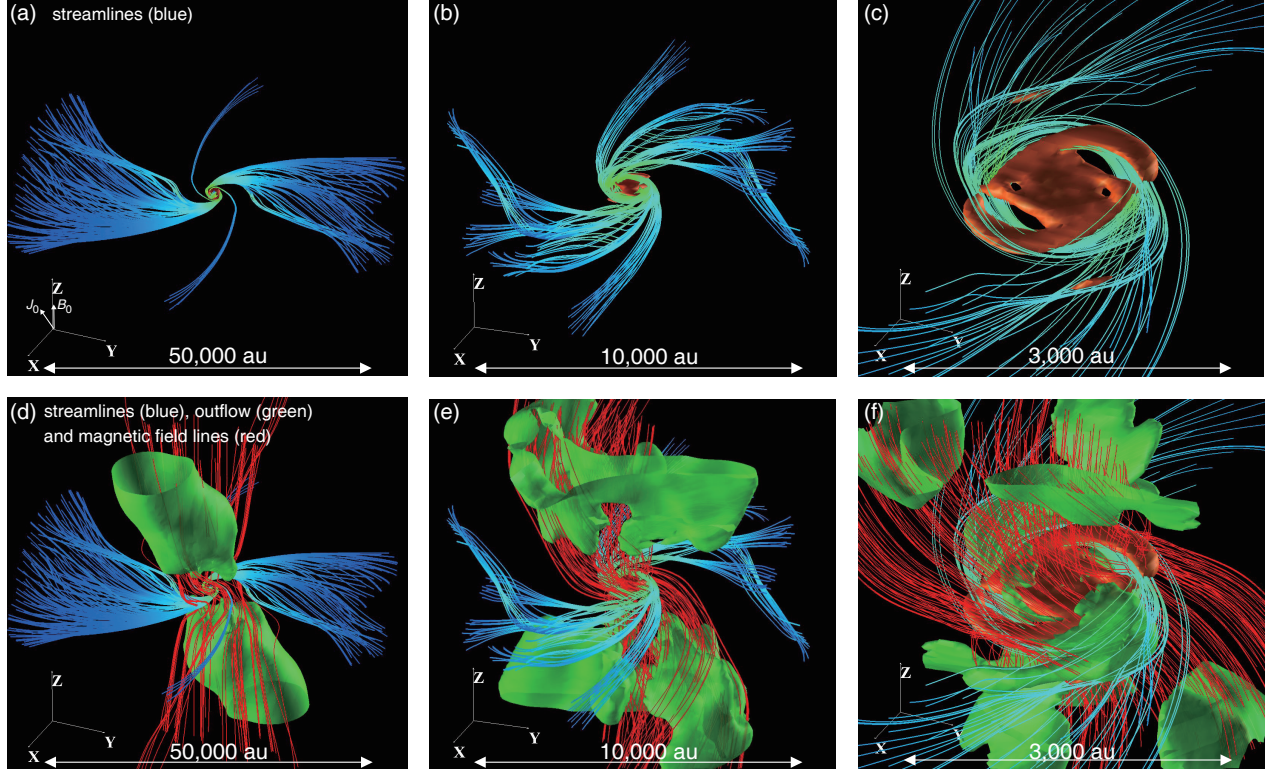 (a) streamlines (blue)
Z
J₀ B₀
X
Y
50,000 au
(b)
Z
X
Y
10,000 au
(c)
Z
X
Y
3,000 au
(d) streamlines (blue), outflow (green)
and magnetic field lines (red)
Z
X
Y
50,000 au
(e)
Z
X
Y
10,000 au
(f)
Z
X
Y
3,000 au